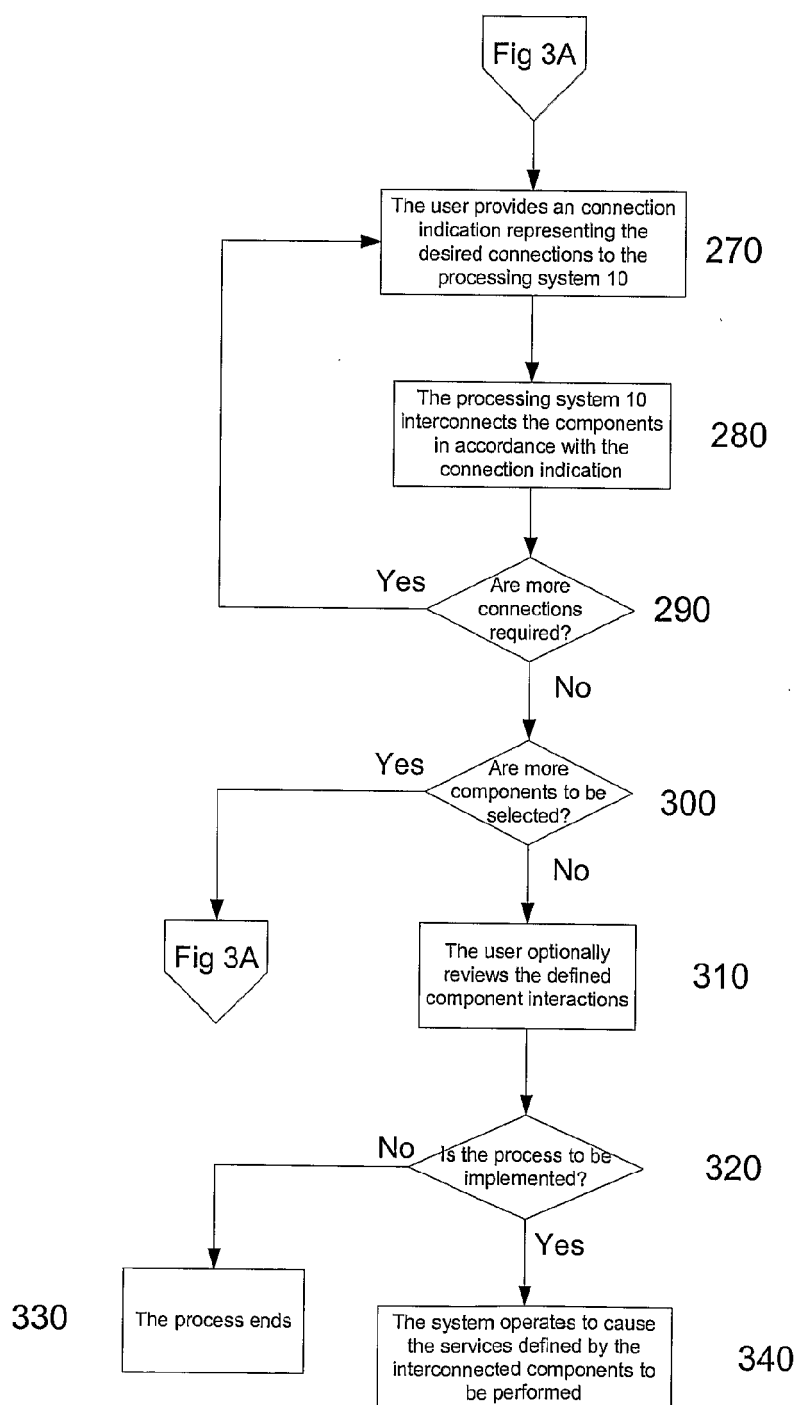 Fig 3A
The user provides an connection
indication representing the
desired connections to the
processing system 10
270
The processing system 10
interconnects the components
in accordance with the
connection indication
280
Yes
Are more
connections
required?
290
No
Yes
Are more
components to be
selected?
300
No
Fig 3A
The user optionally
reviews the defined
component interactions
310
No
Is the process to be
implemented?
320
Yes
330
The process ends
The system operates to cause
the services defined by the
interconnected components to
be performed
340